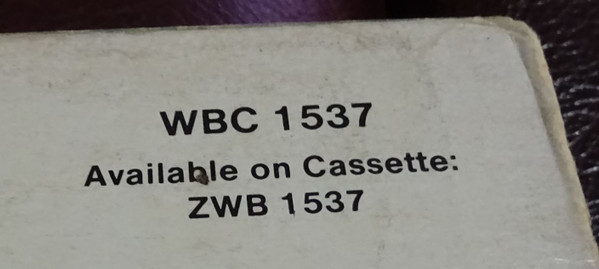 WBC 1537
Available on Cassette:
ZWB 1537